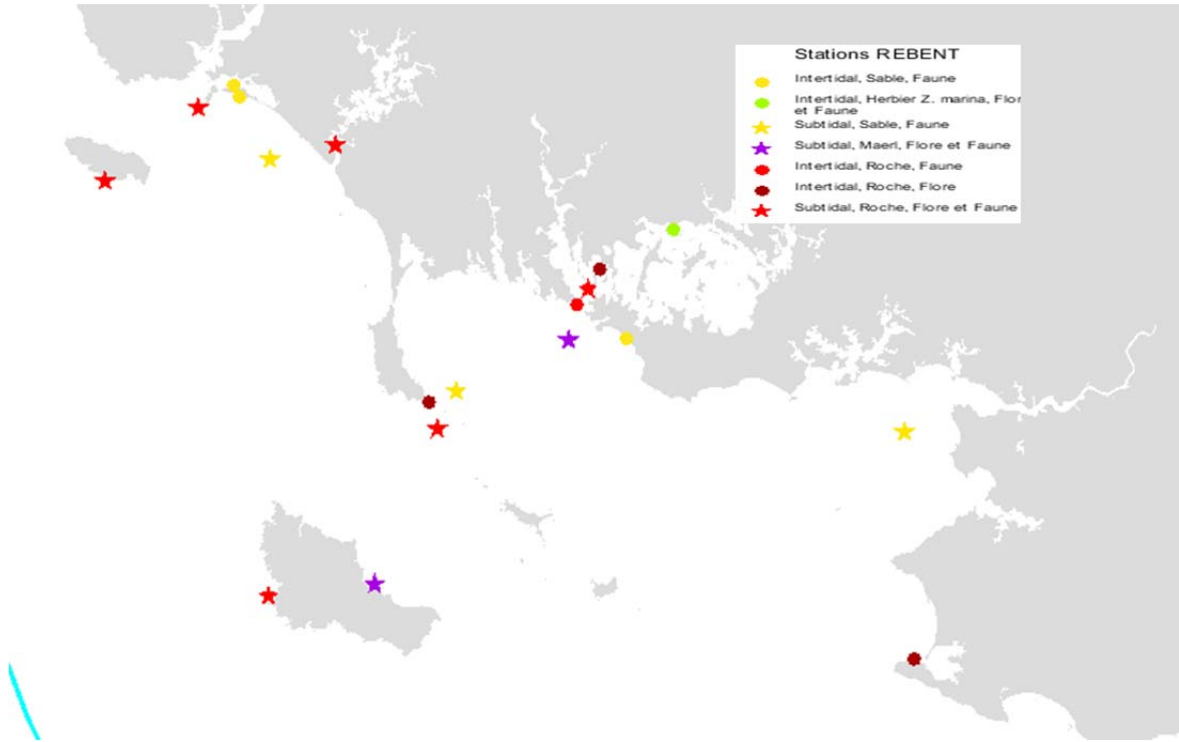 Stations REBENT
Intertidal, Sable, Faune
Intertidal, Herbier Z. marina, Flor
et Faune
Subtidal, Sable, Faune
Subtidal, Maerl, Flore et Faune
Intertidal, Roche, Faune
Intertidal, Roche, Flore
Subtidal, Roche, Flore et Faune